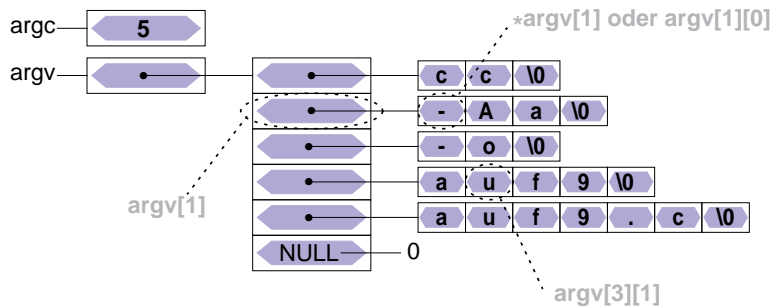 *argv[1] oder argv[1][0]
argc 5
argv c c \0
- A a \0
- o \0
argv[1] a u f 9 \0
a u f 9 . c \0
NULL 0
argv[3][1]